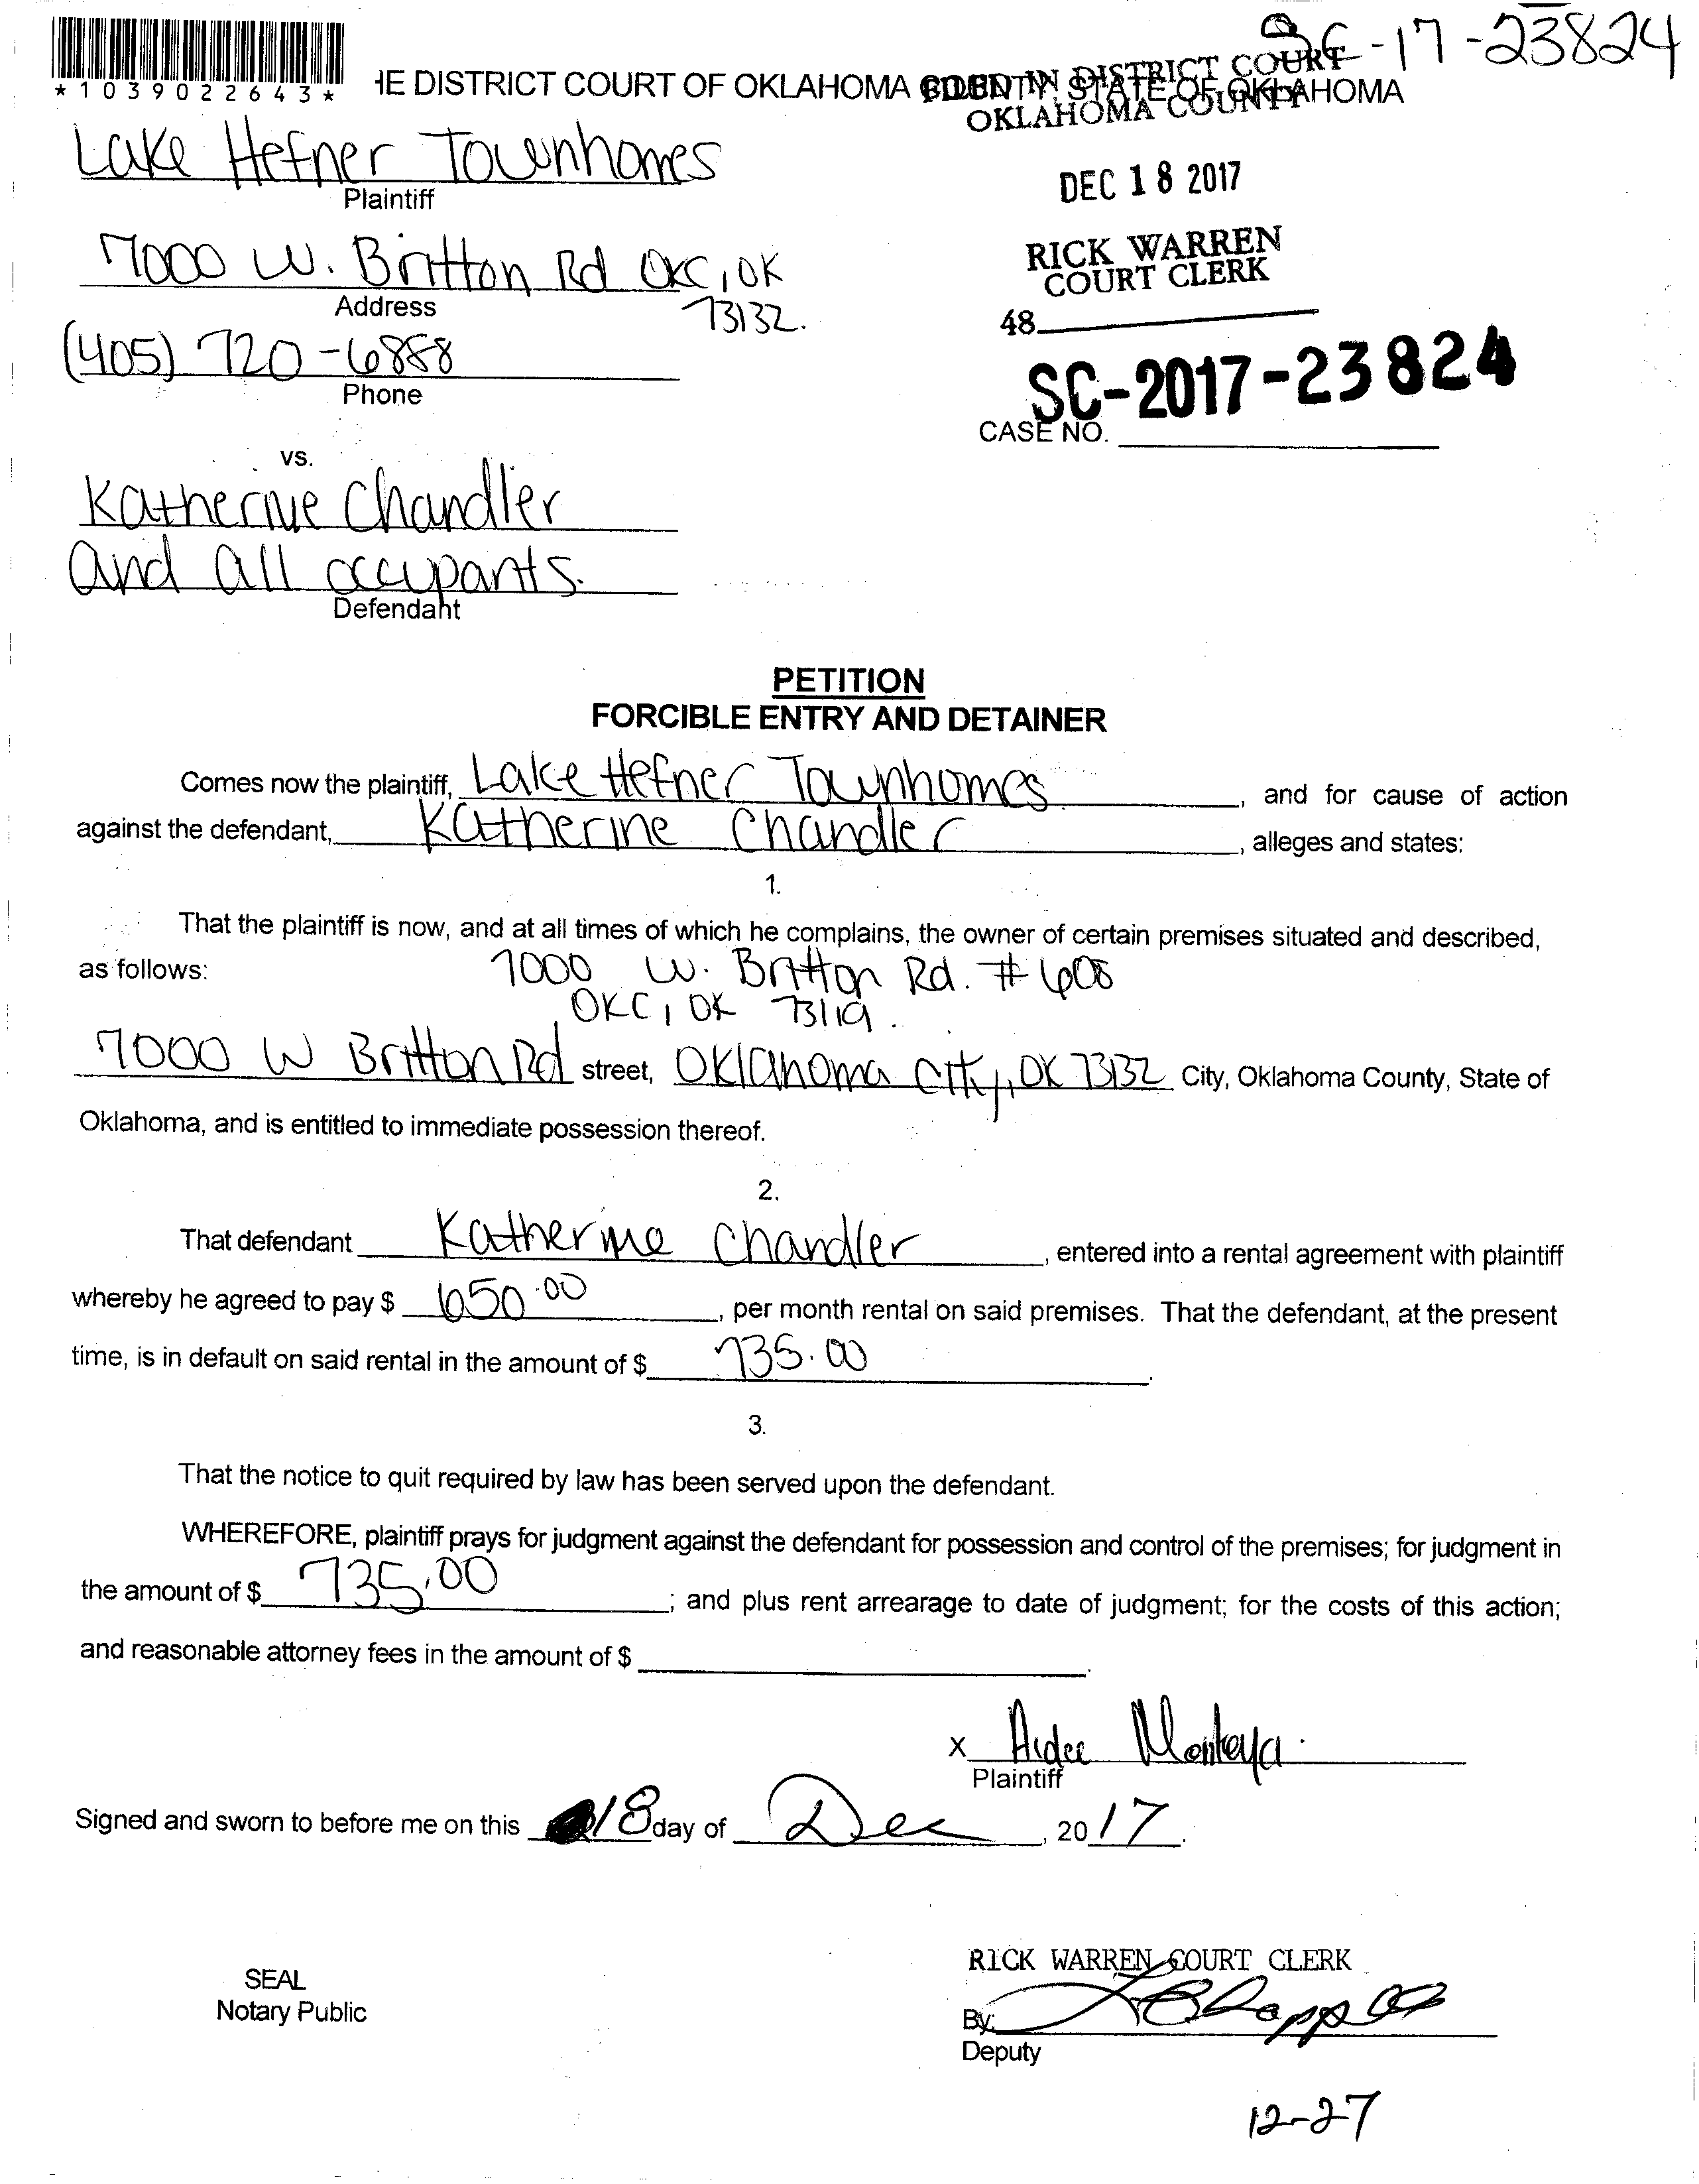 SC-17-23824
*1039022643*
IE DISTRICT COURT OF OKLAHOMA COUNTY, STATE OF OKLAHOMA
FILED IN DISTRICT COURT
OKLAHOMA COUNTY
Lake Hefner Townhomes
Plaintiff
DEC 18 2017
7000 W. Britton Rd OKC, OK
73132.
Address
RICK WARREN
COURT CLERK
48
(405) 720-6888
Phone
SC-2017-23824
CASE NO.
vs.
Katherine Chandler
and all occupants.
Defendant
PETITION
FORCIBLE ENTRY AND DETAINER
Comes now the plaintiff, Lake Hefner Townhomes, and for cause of action
against the defendant, Katherine Chandler, alleges and states:
1.
That the plaintiff is now, and at all times of which he complains, the owner of certain premises situated and described,
as follows: 7000 W. Britton Rd. #608
OKC, OK 73119.
7000 W Britton Rd street, Oklahoma City, OK 73132 City, Oklahoma County, State of
Oklahoma, and is entitled to immediate possession thereof.
2.
That defendant Katherine Chandler, entered into a rental agreement with plaintiff
whereby he agreed to pay $ 650.00, per month rental on said premises. That the defendant, at the present
time, is in default on said rental in the amount of $ 735.00.
3.
That the notice to quit required by law has been served upon the defendant.
WHEREFORE, plaintiff prays for judgment against the defendant for possession and control of the premises; for judgment in
the amount of $ 735.00; and plus rent arrearage to date of judgment; for the costs of this action;
and reasonable attorney fees in the amount of $
x Aidee Montoya
Plaintiff
Signed and sworn to before me on this 18 day of Dec, 2017.
SEAL
Notary Public
RICK WARREN COURT CLERK
By:
Deputy
12-27